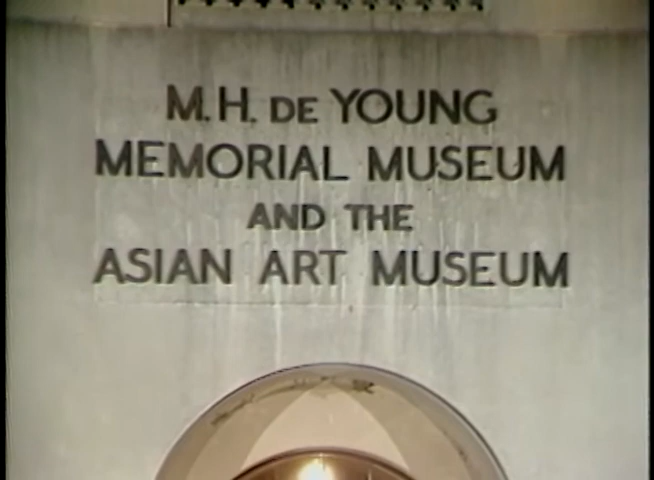 M.H. DE YOUNG
MEMORIAL MUSEUM
AND THE
ASIAN ART MUSEUM